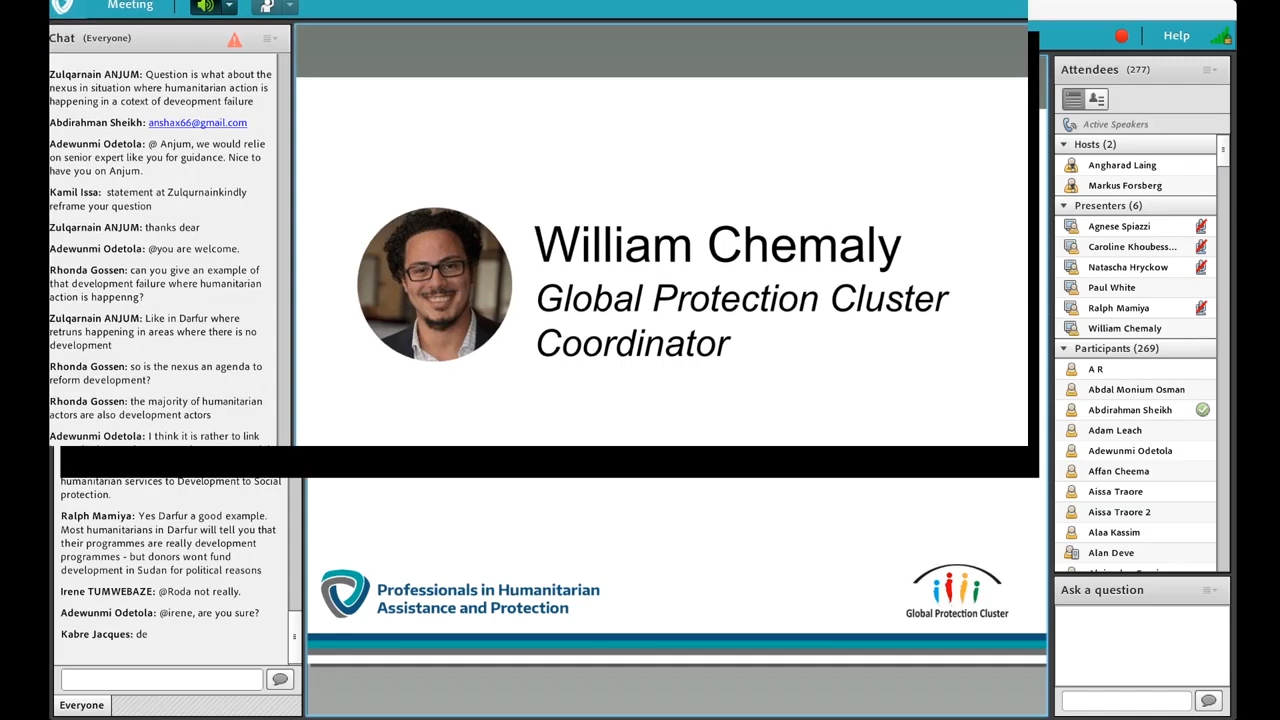 Meeting
Help
Chat (Everyone)
Zulqarnain ANJUM: Question is what about the
nexus in situation where humanitarian action is
happening in a cotext of deveopment failure
Abdirahman Sheikh: anshax66@gmail.com
Adewunmi Odetola: @ Anjum, we would relie
on senior expert like you for guidance. Nice to
have you on Anjum.
Kamil Issa: statement at Zulqurnainkindly
reframe your question
Zulqarnain ANJUM: thanks dear
Adewunmi Odetola: @you are welcome.
Rhonda Gossen: can you give an example of
that development failure where humanitarian
action is happenng?
Zulqarnain ANJUM: Like in Darfur where
retruns happening in areas where there is no
development
Rhonda Gossen: so is the nexus an agenda to
reform development?
Rhonda Gossen: the majority of humanitarian
actors are also development actors
Adewunmi Odetola: I think it is rather to link
humanitarian services to Development to Social
protection.
Ralph Mamiya: Yes Darfur a good example.
Most humanitarians in Darfur will tell you that
their programmes are really development
programmes - but donors wont fund
development in Sudan for political reasons
Irene TUMWEBAZE: @Roda not really.
Adewunmi Odetola: @irene, are you sure?
Kabre Jacques: de
Everyone
William Chemaly
Global Protection Cluster
Coordinator
Professionals in Humanitarian
Assistance and Protection
Global Protection Cluster
Attendees (277)
Active Speakers
Hosts (2)
Angharad Laing
Markus Forsberg
Presenters (6)
Agnese Spiazzi
Caroline Khoubess...
Natascha Hryckow
Paul White
Ralph Mamiya
William Chemaly
Participants (269)
A R
Abdal Monium Osman
Abdirahman Sheikh
Adam Leach
Adewunmi Odetola
Affan Cheema
Aissa Traore
Aissa Traore 2
Alaa Kassim
Alan Deve
Ask a question